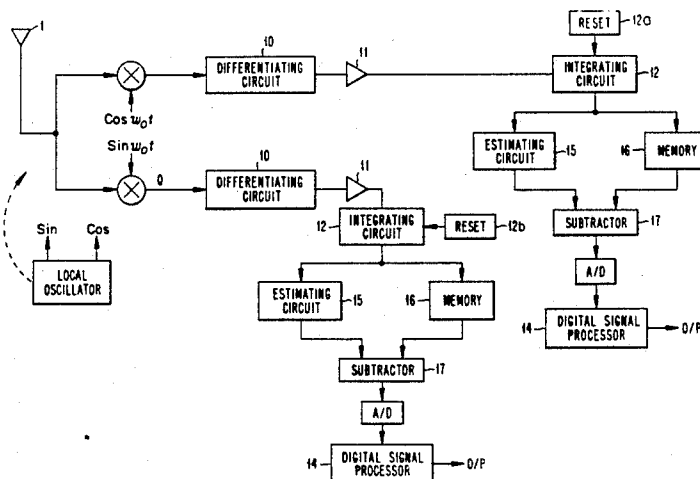 1
10
11
RESET
12a
DIFFERENTIATING
CIRCUIT
INTEGRATING
CIRCUIT
12
Cos w₀t
Sin w₀t
ESTIMATING
CIRCUIT
15
16
MEMORY
Q
10
DIFFERENTIATING
CIRCUIT
11
SUBTRACTOR
17
12
INTEGRATING
CIRCUIT
RESET
12b
A/D
Sin
Cos
LOCAL
OSCILLATOR
ESTIMATING
CIRCUIT
15
16
MEMORY
14
DIGITAL SIGNAL
PROCESSOR
O/P
SUBTRACTOR
17
A/D
14
DIGITAL SIGNAL
PROCESSOR
O/P